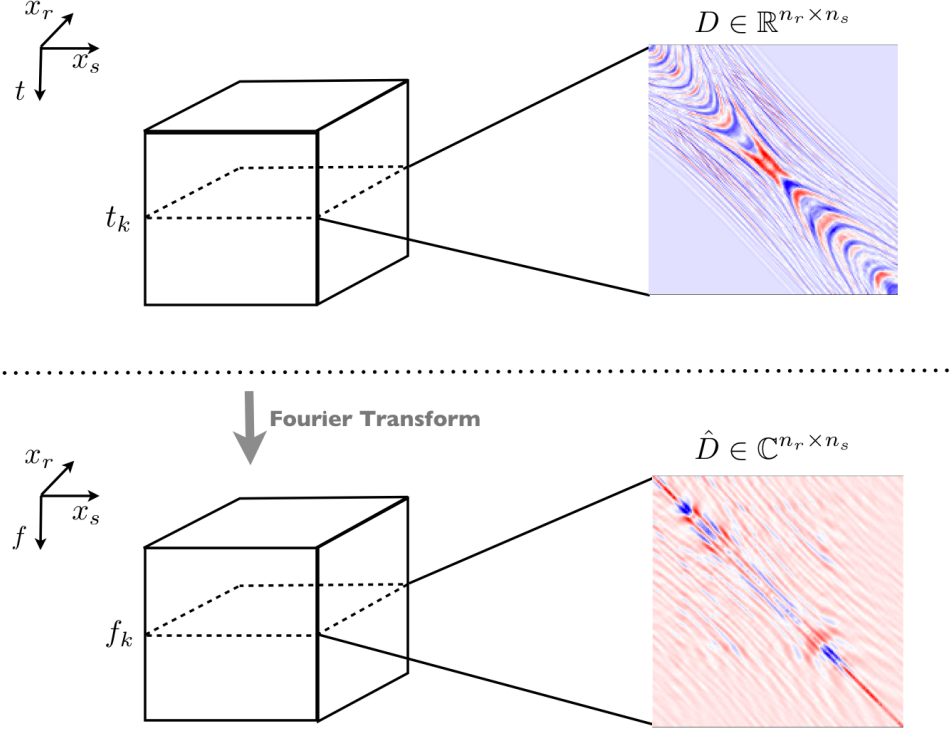 x_r
D ∈ ℝ^{n_r × n_s}
x_s
t
t_k
Fourier Transform
x_r
D̂ ∈ ℂ^{n_r × n_s}
x_s
f
f_k